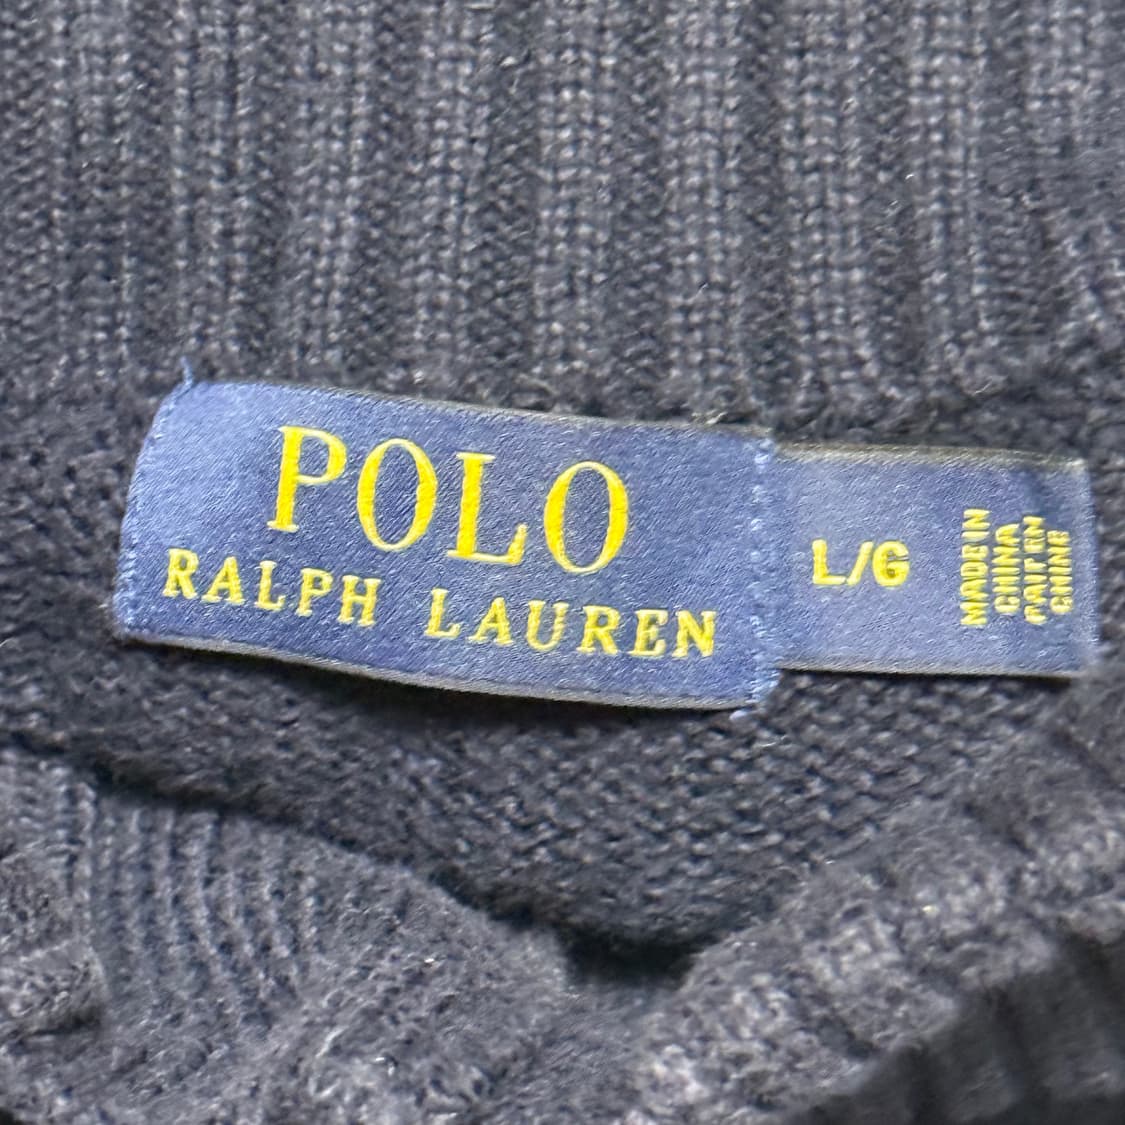 POLO
RALPH LAUREN
L/G
MADE IN
CHINA
FAIT EN
CHINE